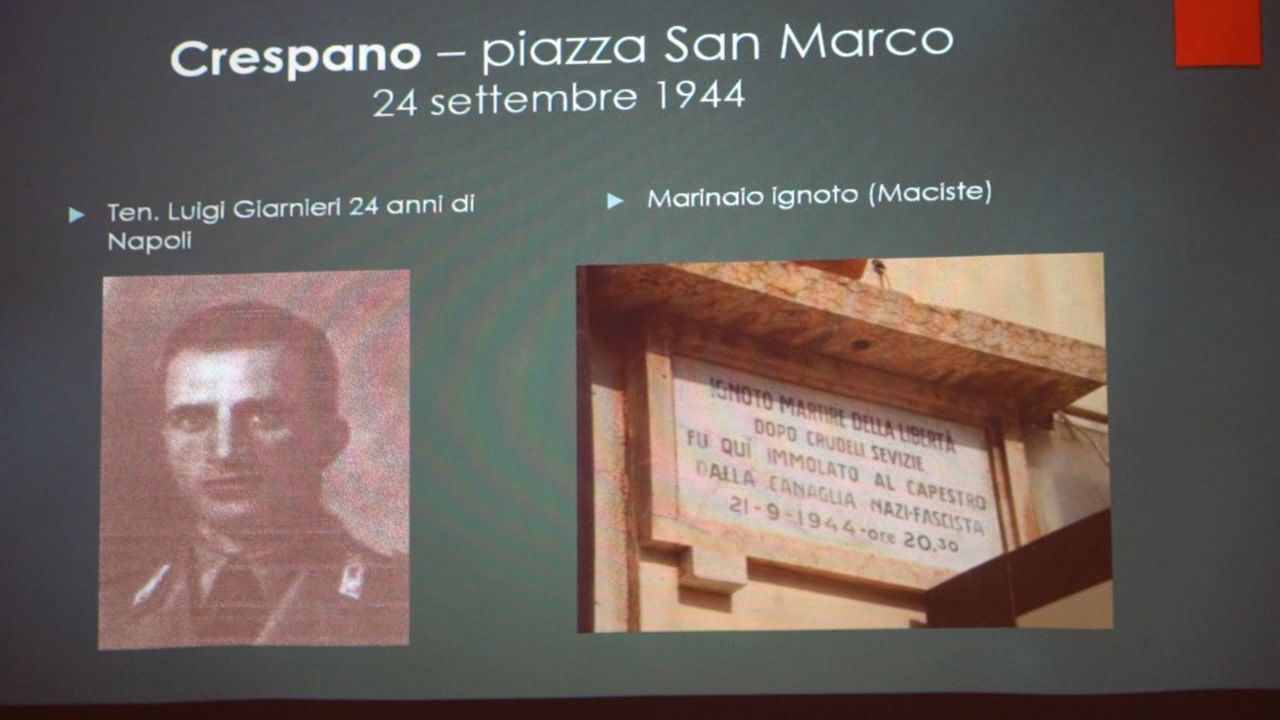 Crespano – piazza San Marco
24 settembre 1944
Ten. Luigi Giarnieri 24 anni di
Napoli
Marinaio ignoto (Maciste)
IGNOTO MARTIRE DELLA LIBERTÀ
DOPO CRUDELI SEVIZIE
FU QUÌ IMMOLATO AL CAPESTRO
DALLA CANAGLIA NAZI-FASCISTA
21-9-1944-ore 20.30